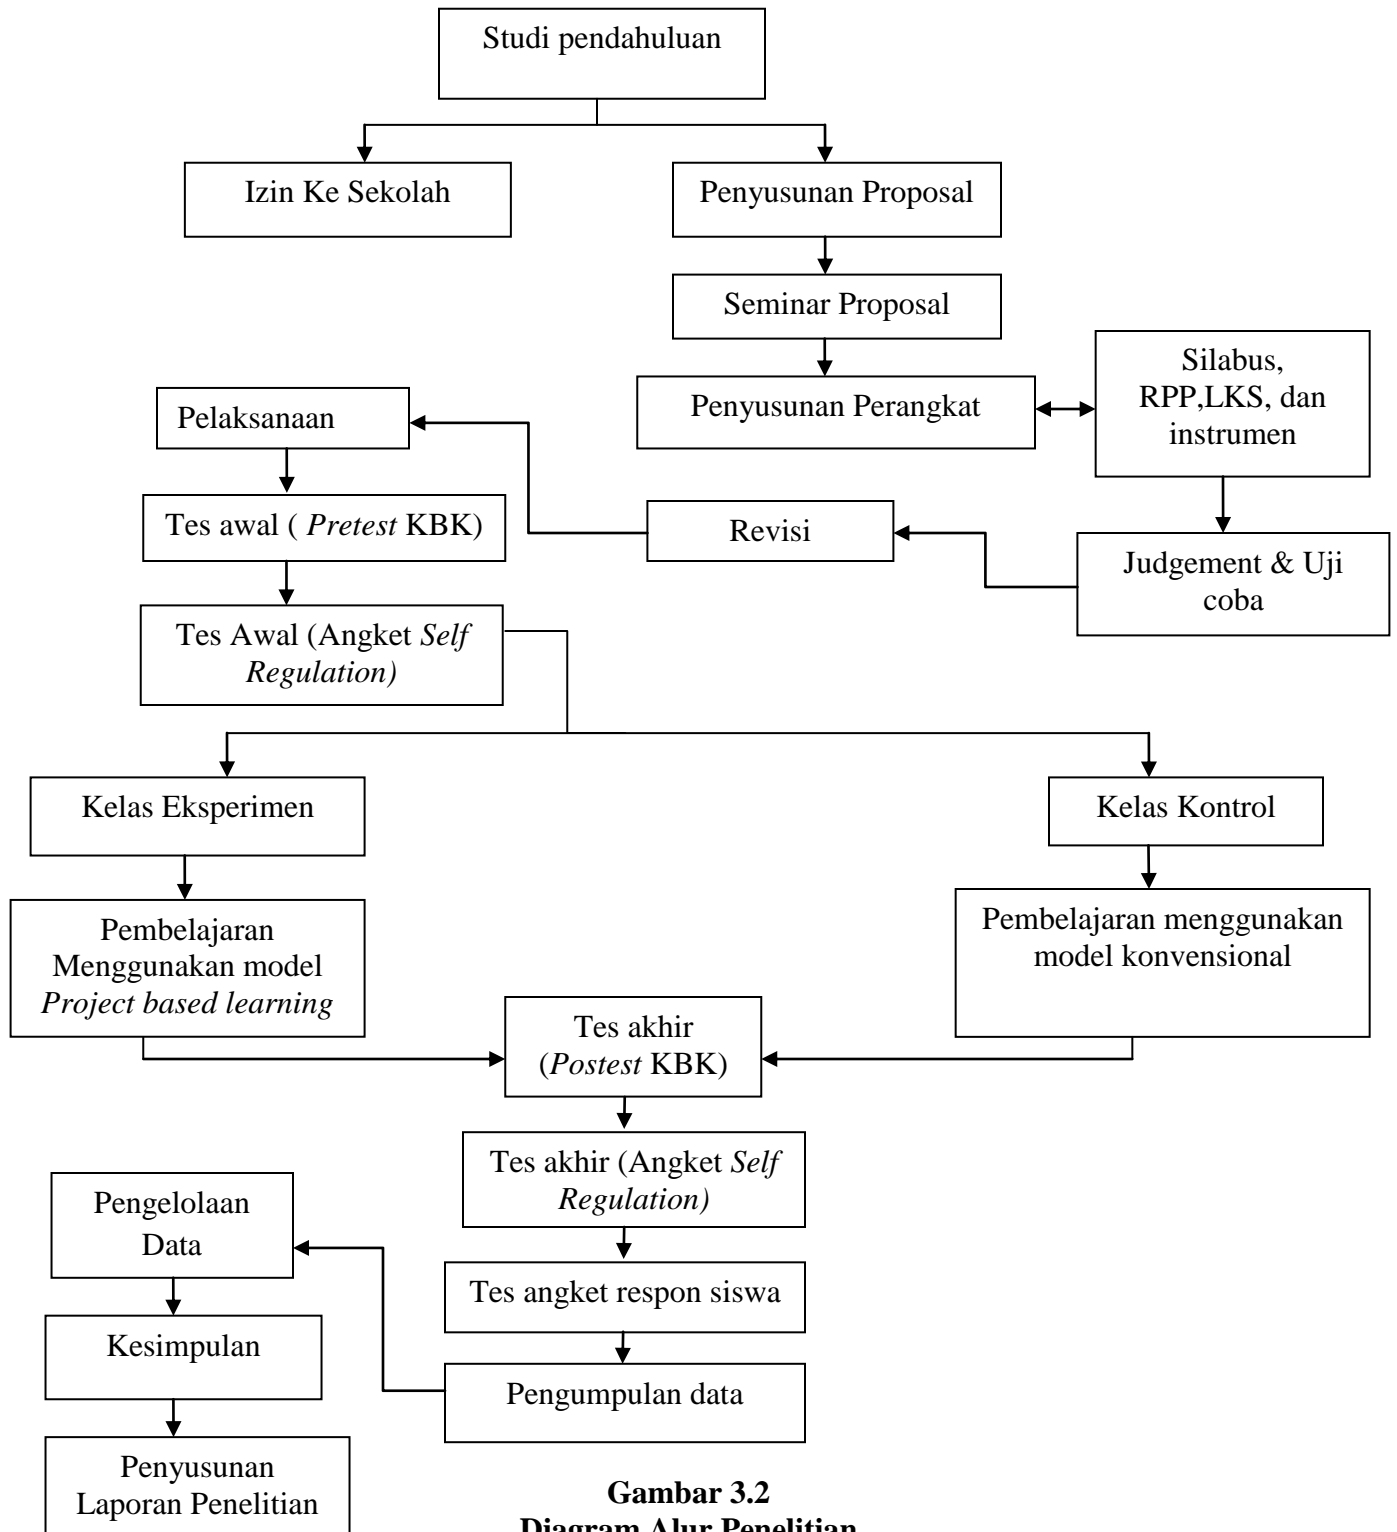 Studi pendahuluan
Izin Ke Sekolah
Penyusunan Proposal
Seminar Proposal
Penyusunan Perangkat
Silabus,
RPP,LKS, dan
instrumen
Judgement & Uji
coba
Revisi
Pelaksanaan
Tes awal ( Pretest KBK)
Tes Awal (Angket Self
Regulation)
Kelas Eksperimen
Kelas Kontrol
Pembelajaran
Menggunakan model
Project based learning
Pembelajaran menggunakan
model konvensional
Tes akhir
(Postest KBK)
Tes akhir (Angket Self
Regulation)
Tes angket respon siswa
Pengumpulan data
Pengelolaan
Data
Kesimpulan
Penyusunan
Laporan Penelitian
Gambar 3.2
Diagram Alur Penelitian